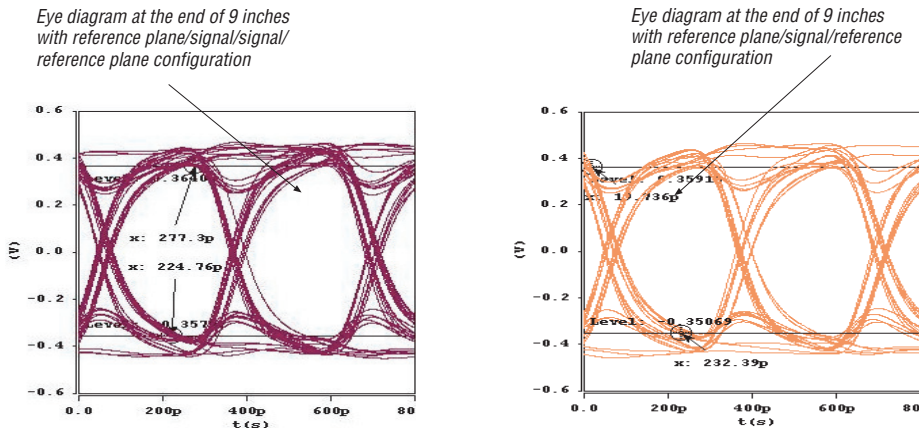 Eye diagram at the end of 9 inches
with reference plane/signal/signal/
reference plane configuration
0.6
0.4
0.2
0.0
-0.2
-0.4
-0.6
(V)
x: 277.3p
x: 224.76p
0.0
200p
400p
600p
80
t(s)
Eye diagram at the end of 9 inches
with reference plane/signal/reference
plane configuration
0.6
0.4
0.2
0.0
-0.2
-0.4
-0.6
(V)
Level: -0.35069
x: 232.39p
0.0
200p
400p
600p
80
t(s)